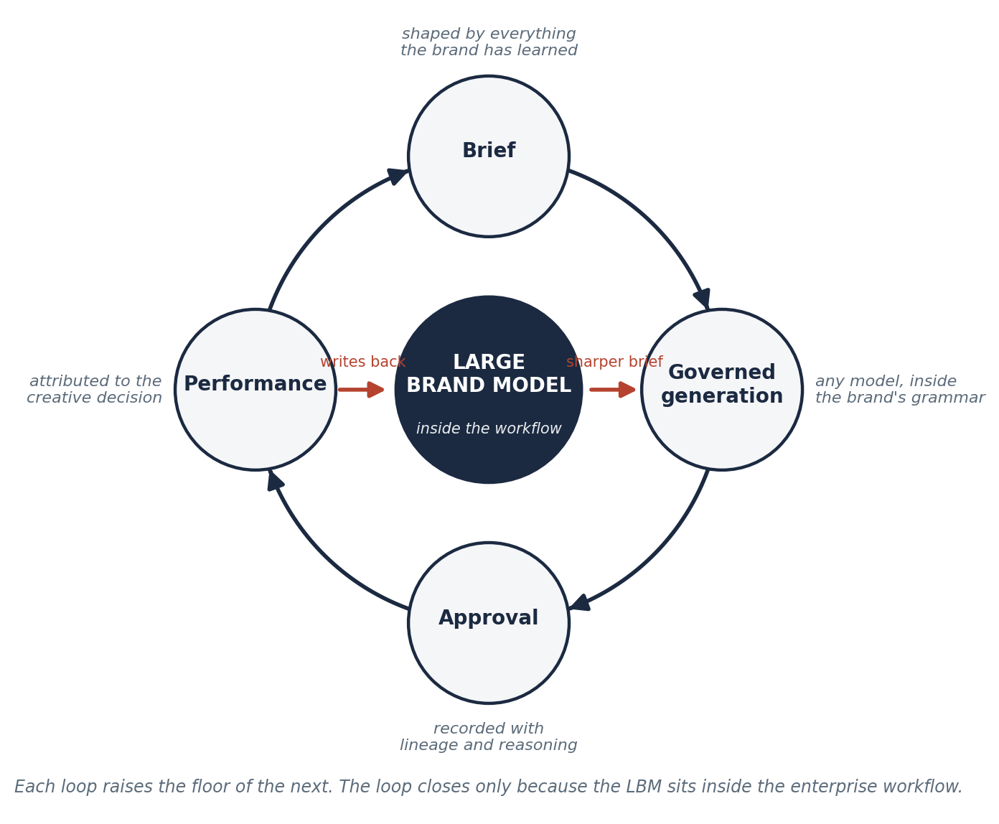 shaped by everything
the brand has learned
Brief
writes back
LARGE
BRAND MODEL
inside the workflow
sharper brief
attributed to the
creative decision
Performance
Governed
generation
any model, inside
the brand's grammar
Approval
recorded with
lineage and reasoning
Each loop raises the floor of the next. The loop closes only because the LBM sits inside the enterprise workflow.